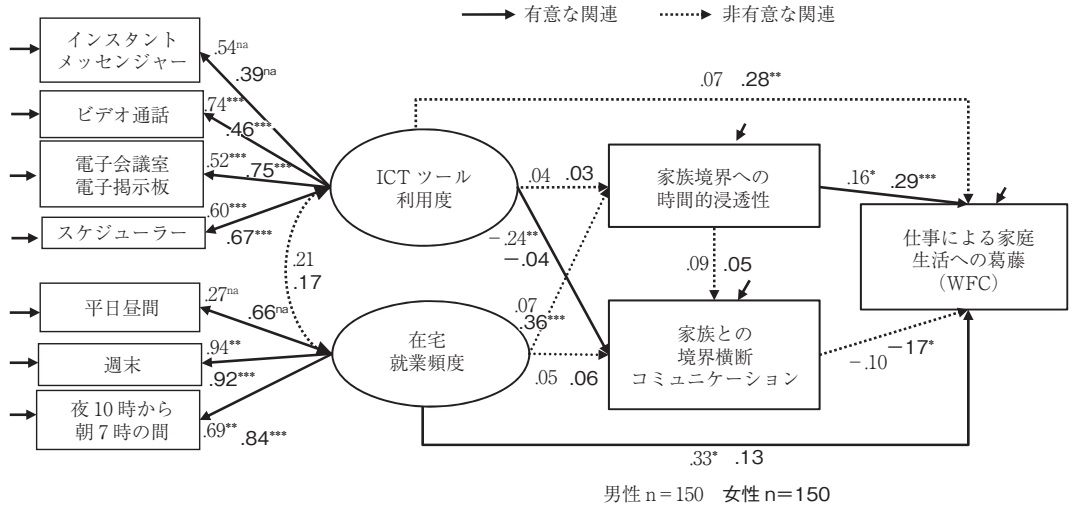 有意な関連
非有意な関連
インスタント
メッセンジャー
.54ⁿᵃ
.39ⁿᵃ
ビデオ通話
.74***
.46***
電子会議室
電子掲示板
.52***
.75***
スケジューラー
.60***
.67***
平日昼間
.27ⁿᵃ
.66ⁿᵃ
週末
.94**
.92***
夜10時から
朝7時の間
.69**
.84***
.21
.17
ICTツール
利用度
在宅
就業頻度
.07 .28**
.04 .03
−.24**
−.04
.07
.36***
.05 .06
家族境界への
時間的浸透性
.09 .05
家族との
境界横断
コミュニケーション
.16* .29***
−.10
−17*
仕事による家庭
生活への葛藤
（WFC）
.33* .13
男性 n=150 女性 n=150